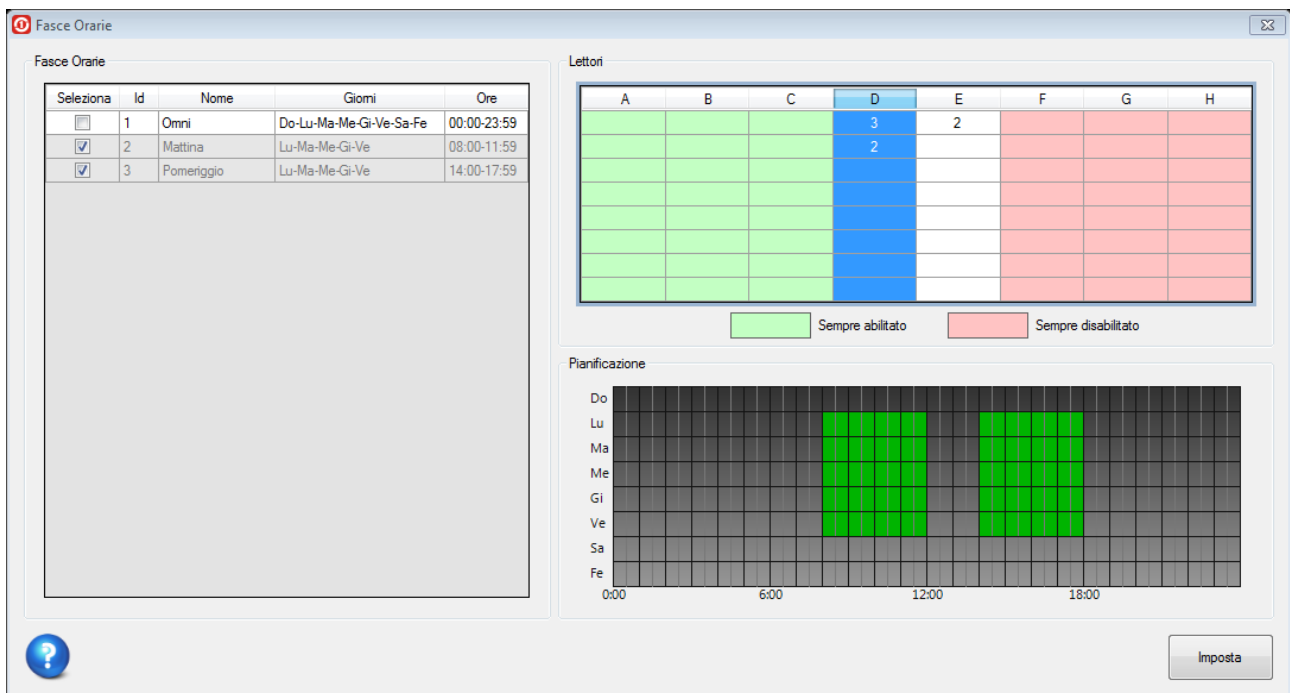 Fasce Orarie
Fasce Orarie
Seleziona Id Nome Giorni Ore
1 Omni Do-Lu-Ma-Me-Gi-Ve-Sa-Fe 00:00-23:59
2 Mattina Lu-Ma-Me-Gi-Ve 08:00-11:59
3 Pomeriggio Lu-Ma-Me-Gi-Ve 14:00-17:59
Lettori
A B C D E F G H
3 2
2
Sempre abilitato Sempre disabilitato
Pianificazione
Do
Lu
Ma
Me
Gi
Ve
Sa
Fe
0:00 6:00 12:00 18:00
?
Imposta